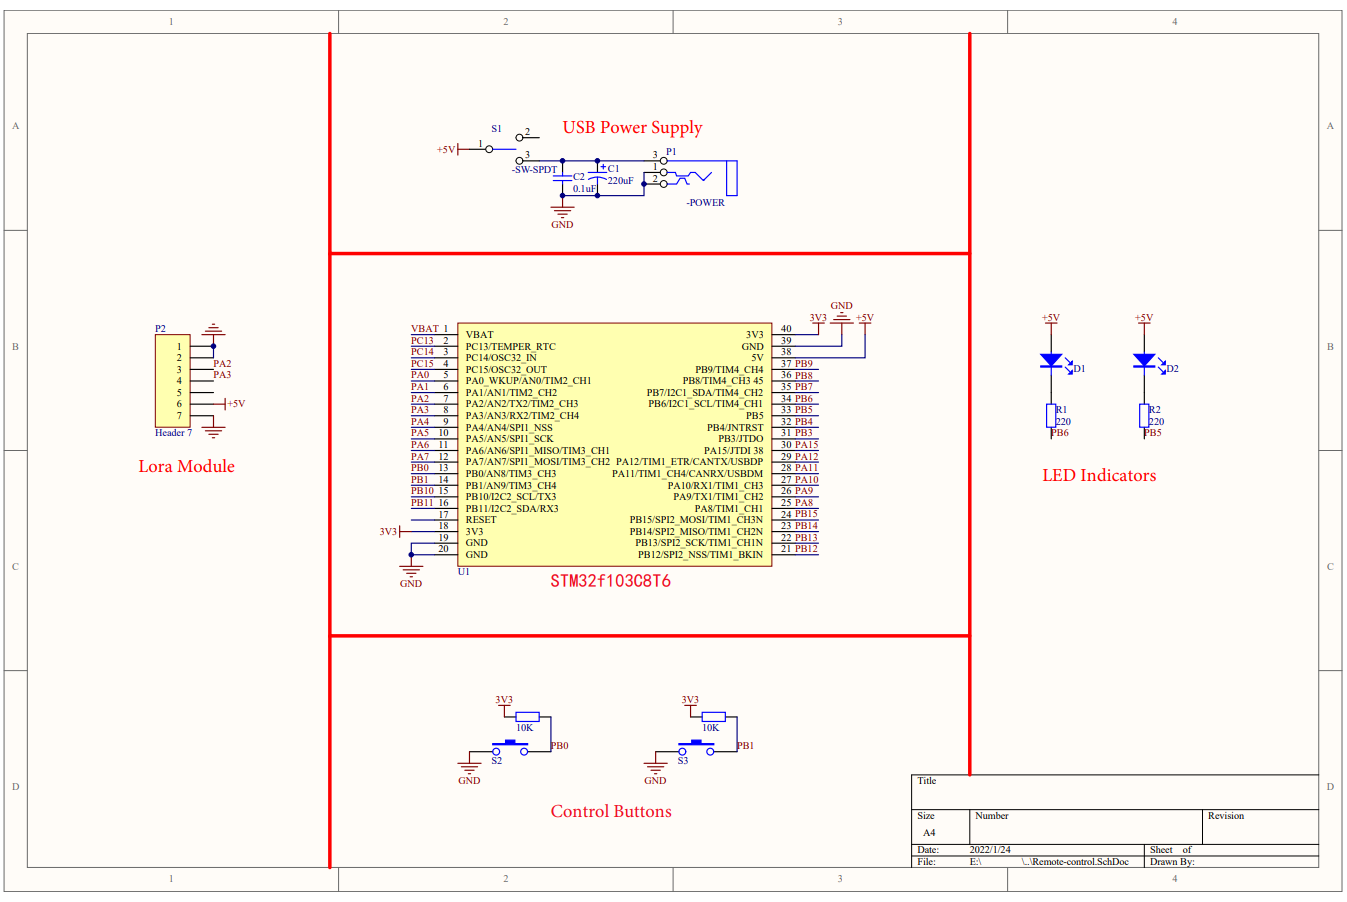 1 2 3 4
A A
B B
C C
D D
1 2 3 4
USB Power Supply
S1
2
+5V 1
3
-SW-SPDT
C2
0.1uF
+ C1
220uF
P1
3
1
2
-POWER
GND
P2
1
2
3 PA2
4 PA3
5
6 +5V
7
Header 7
Lora Module
GND
3V3 +5V
VBAT 1 VBAT
PC13 2 PC13/TEMPER_RTC
PC14 3 PC14/OSC32_IN
PC15 4 PC15/OSC32_OUT
PA0 5 PA0_WKUP/AN0/TIM2_CH1
PA1 6 PA1/AN1/TIM2_CH2
PA2 7 PA2/AN2/TX2/TIM2_CH3
PA3 8 PA3/AN3/RX2/TIM2_CH4
PA4 9 PA4/AN4/SPI1_NSS
PA5 10 PA5/AN5/SPI1_SCK
PA6 11 PA6/AN6/SPI1_MISO/TIM3_CH1
PA7 12 PA7/AN7/SPI1_MOSI/TIM3_CH2
PB0 13 PB0/AN8/TIM3_CH3
PB1 14 PB1/AN9/TIM3_CH4
PB10 15 PB10/I2C2_SCL/TX3
PB11 16 PB11/I2C2_SDA/RX3
17 RESET
3V3 18 3V3
19 GND
20 GND
GND
3V3 40
GND 39
5V 38
PB9/TIM4_CH4 37 PB9
PB8/TIM4_CH3 45 36 PB8
PB7/I2C1_SDA/TIM4_CH2 35 PB7
PB6/I2C1_SCL/TIM4_CH1 34 PB6
PB5 33 PB5
PB4/JNTRST 32 PB4
PB3/JTDO 31 PB3
PA15/JTDI 38 30 PA15
PA12/TIM1_ETR/CANTX/USBDP 29 PA12
PA11/TIM1_CH4/CANRX/USBDM 28 PA11
PA10/RX1/TIM1_CH3 27 PA10
PA9/TX1/TIM1_CH2 26 PA9
PA8/TIM1_CH1 25 PA8
PB15/SPI2_MOSI/TIM1_CH3N 24 PB15
PB14/SPI2_MISO/TIM1_CH2N 23 PB14
PB13/SPI2_SCK/TIM1_CH1N 22 PB13
PB12/SPI2_NSS/TIM1_BKIN 21 PB12
U1
STM32f103C8T6
+5V +5V
D1 D2
R1 R2
220 220
PB6 PB5
LED Indicators
3V3 3V3
10K 10K
PB0 PB1
S2 S3
GND GND
Control Buttons
Title
Size Number Revision
A4
Date: 2022/1/24 Sheet of
File: E:\ \..\Remote-control.SchDoc Drawn By: